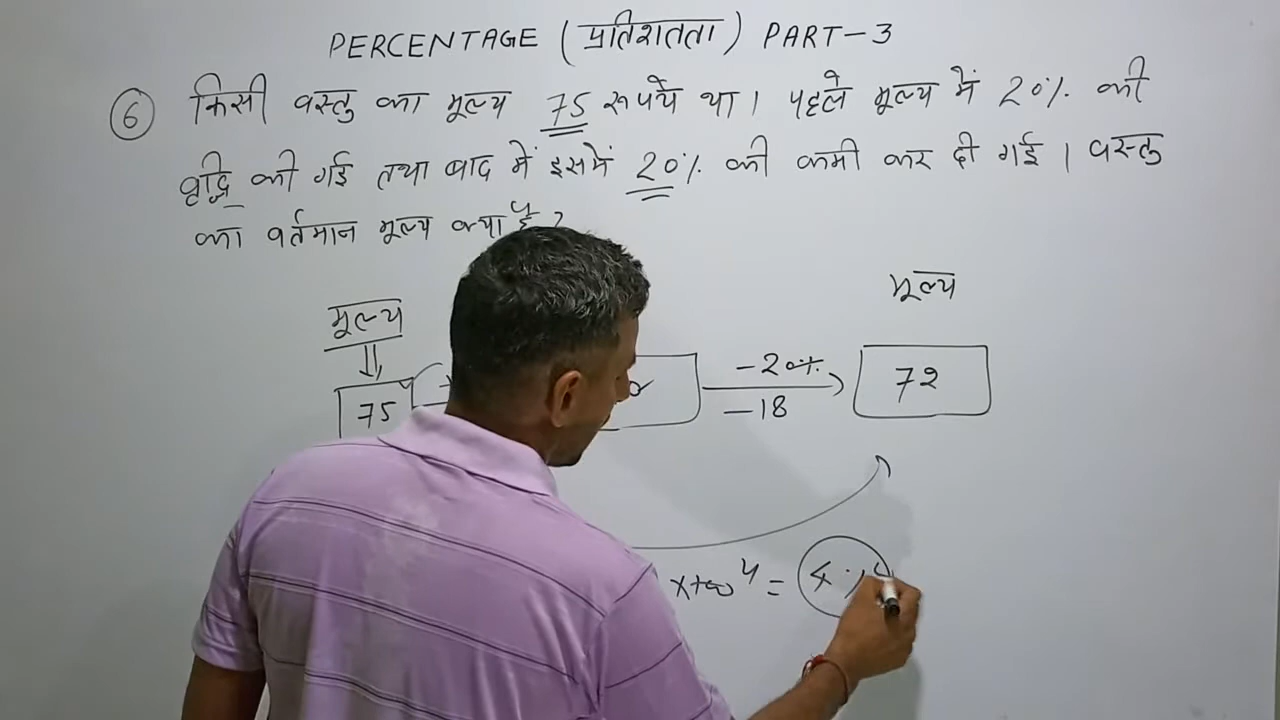 PERCENTAGE (प्रतिशतता) PART-3
6 किसी वस्तु का मूल्य 75 रूपये था। पहले मूल्य में 20% की
वृद्धि की गई तथा बाद में इसमें 20% की कमी कर दी गई। वस्तु
का वर्तमान मूल्य क्या है ?
मूल्य
मूल्य
75
-20%
-18
72
= 4%